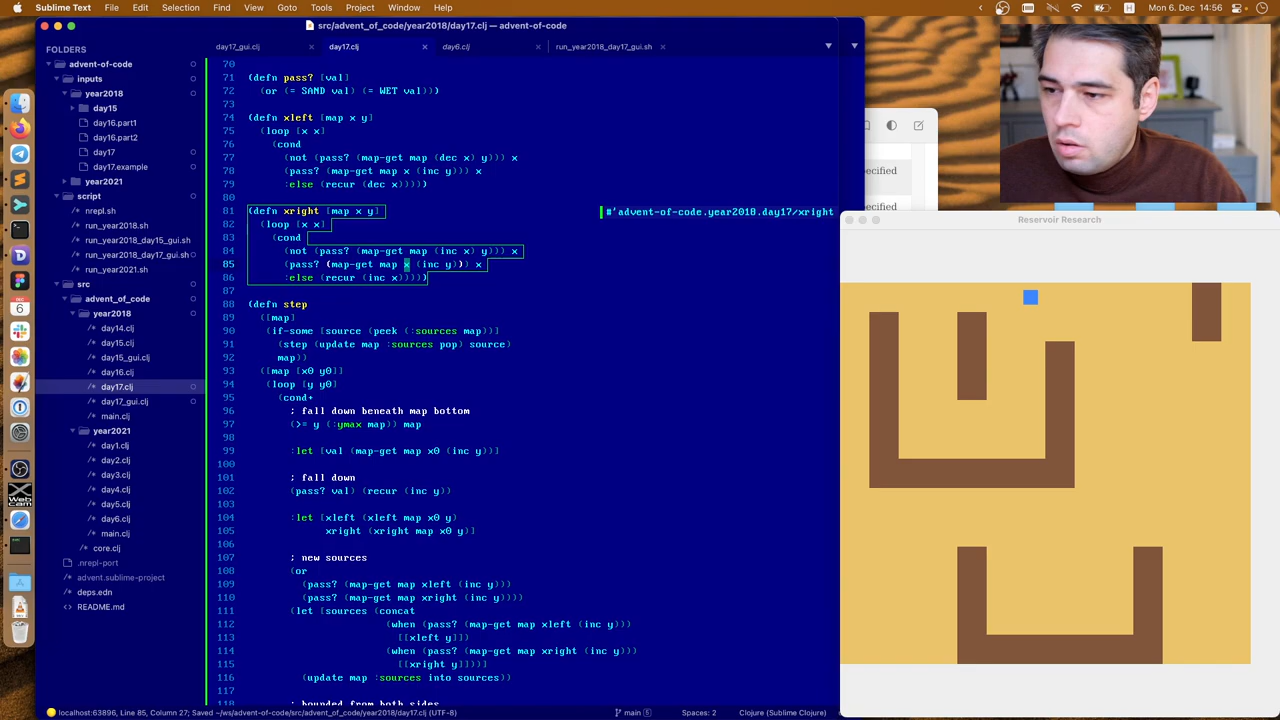 Sublime Text File Edit Selection Find View Goto Tools Project Window Help
Mon 6. Dec 14:56
src/advent_of_code/year2018/day17.clj — advent-of-code
FOLDERS
advent-of-code
inputs
year2018
day15
day16.part1
day16.part2
day17
day17.example
year2021
script
nrepl.sh
run_year2018.sh
run_year2018_day15_gui.sh
run_year2018_day17_gui.sh
run_year2021.sh
src
advent_of_code
year2018
day14.clj
day15.clj
day15_gui.clj
day16.clj
day17.clj
day17_gui.clj
main.clj
year2021
day1.clj
day2.clj
day3.clj
day4.clj
day5.clj
day6.clj
main.clj
core.clj
.nrepl-port
advent.sublime-project
deps.edn
README.md
day17_gui.clj
day17.clj
day6.clj
run_year2018_day17_gui.sh
70
71 (defn pass? [val]
72 (or (= SAND val) (= WET val)))
73
74 (defn xleft [map x y]
75 (loop [x x]
76 (cond
77 (not (pass? (map-get map (dec x) y))) x
78 (pass? (map-get map x (inc y))) x
79 :else (recur (dec x)))))
80
81 (defn xright [map x y] #'advent-of-code.year2018.day17/xright
82 (loop [x x]
83 (cond
84 (not (pass? (map-get map (inc x) y))) x
85 (pass? (map-get map x (inc y))) x
86 :else (recur (inc x)))))
87
88 (defn step
89 ([map]
90 (if-some [source (peek (:sources map))]
91 (step (update map :sources pop) source)
92 map))
93 ([map [x0 y0]]
94 (loop [y y0]
95 (cond+
96 ; fall down beneath map bottom
97 (>= y (:ymax map)) map
98
99 :let [val (map-get map x0 (inc y))]
100
101 ; fall down
102 (pass? val) (recur (inc y))
103
104 :let [xleft (xleft map x0 y)
105 xright (xright map x0 y)]
106
107 ; new sources
108 (or
109 (pass? (map-get map xleft (inc y)))
110 (pass? (map-get map xright (inc y))))
111 (let [sources (concat
112 (when (pass? (map-get map xleft (inc y)))
113 [[xleft y]])
114 (when (pass? (map-get map xright (inc y)))
115 [[xright y]]))]
116 (update map :sources into sources))
117
118 ; bounded from both sides
localhost:63896, Line 85, Column 27; Saved ~/ws/advent-of-code/src/advent_of_code/year2018/day17.clj (UTF-8)
main 5
Spaces: 2
Clojure (Sublime Clojure)
ecified
ecified
Reservoir Research
DEC
6
Web
cam